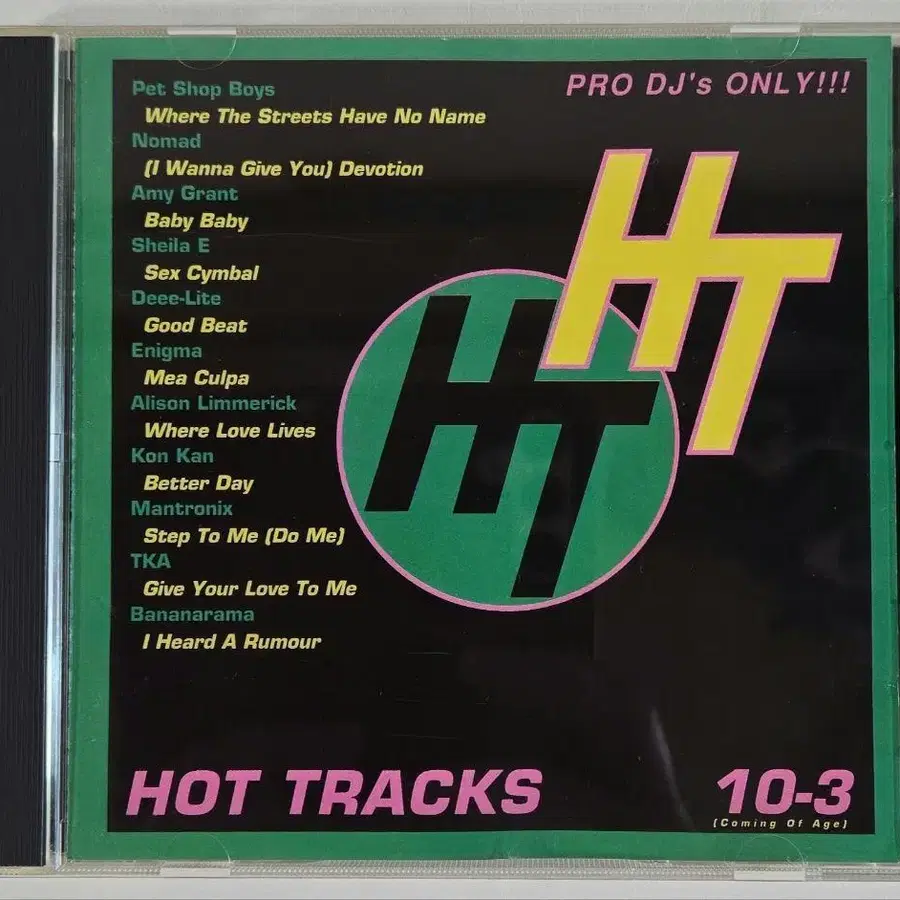 PRO DJ's ONLY!!!
Pet Shop Boys
Where The Streets Have No Name
Nomad
(I Wanna Give You) Devotion
Amy Grant
Baby Baby
Sheila E
Sex Cymbal
Deee-Lite
Good Beat
Enigma
Mea Culpa
Alison Limmerick
Where Love Lives
Kon Kan
Better Day
Mantronix
Step To Me (Do Me)
TKA
Give Your Love To Me
Bananarama
I Heard A Rumour
HT
HT
HOT TRACKS
10-3
(Coming Of Age)